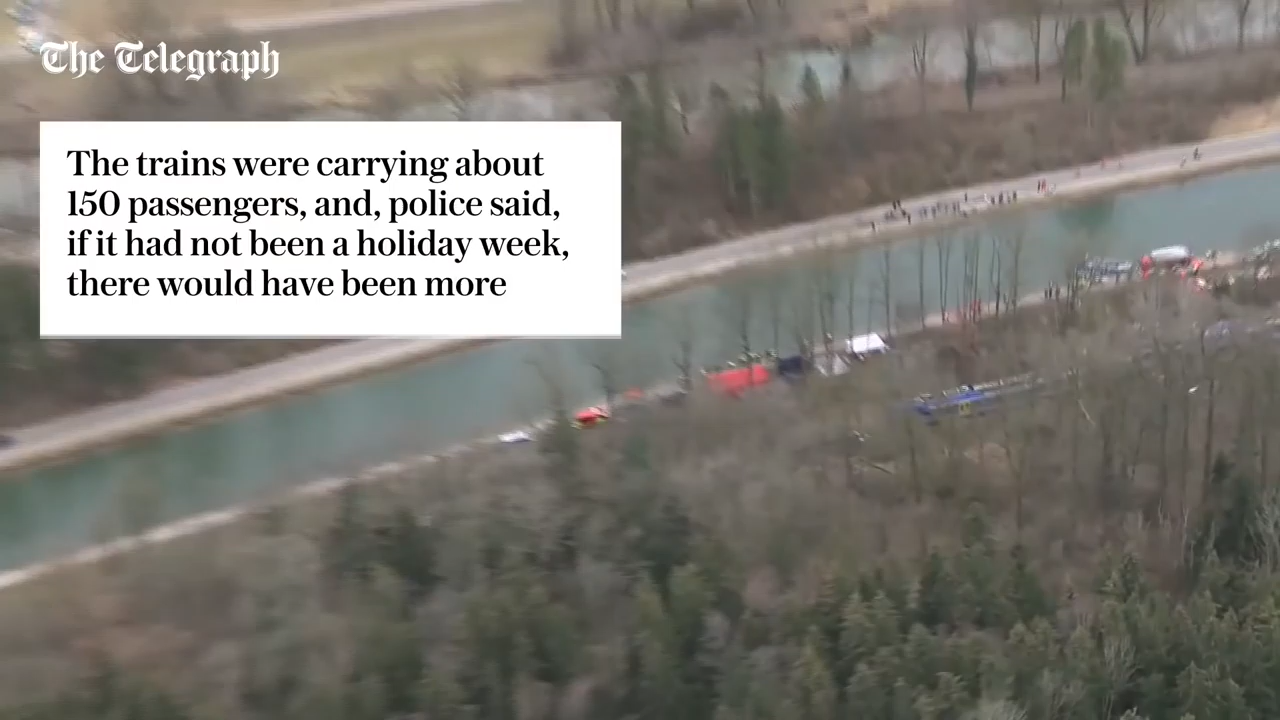 The Telegraph
The trains were carrying about
150 passengers, and, police said,
if it had not been a holiday week,
there would have been more